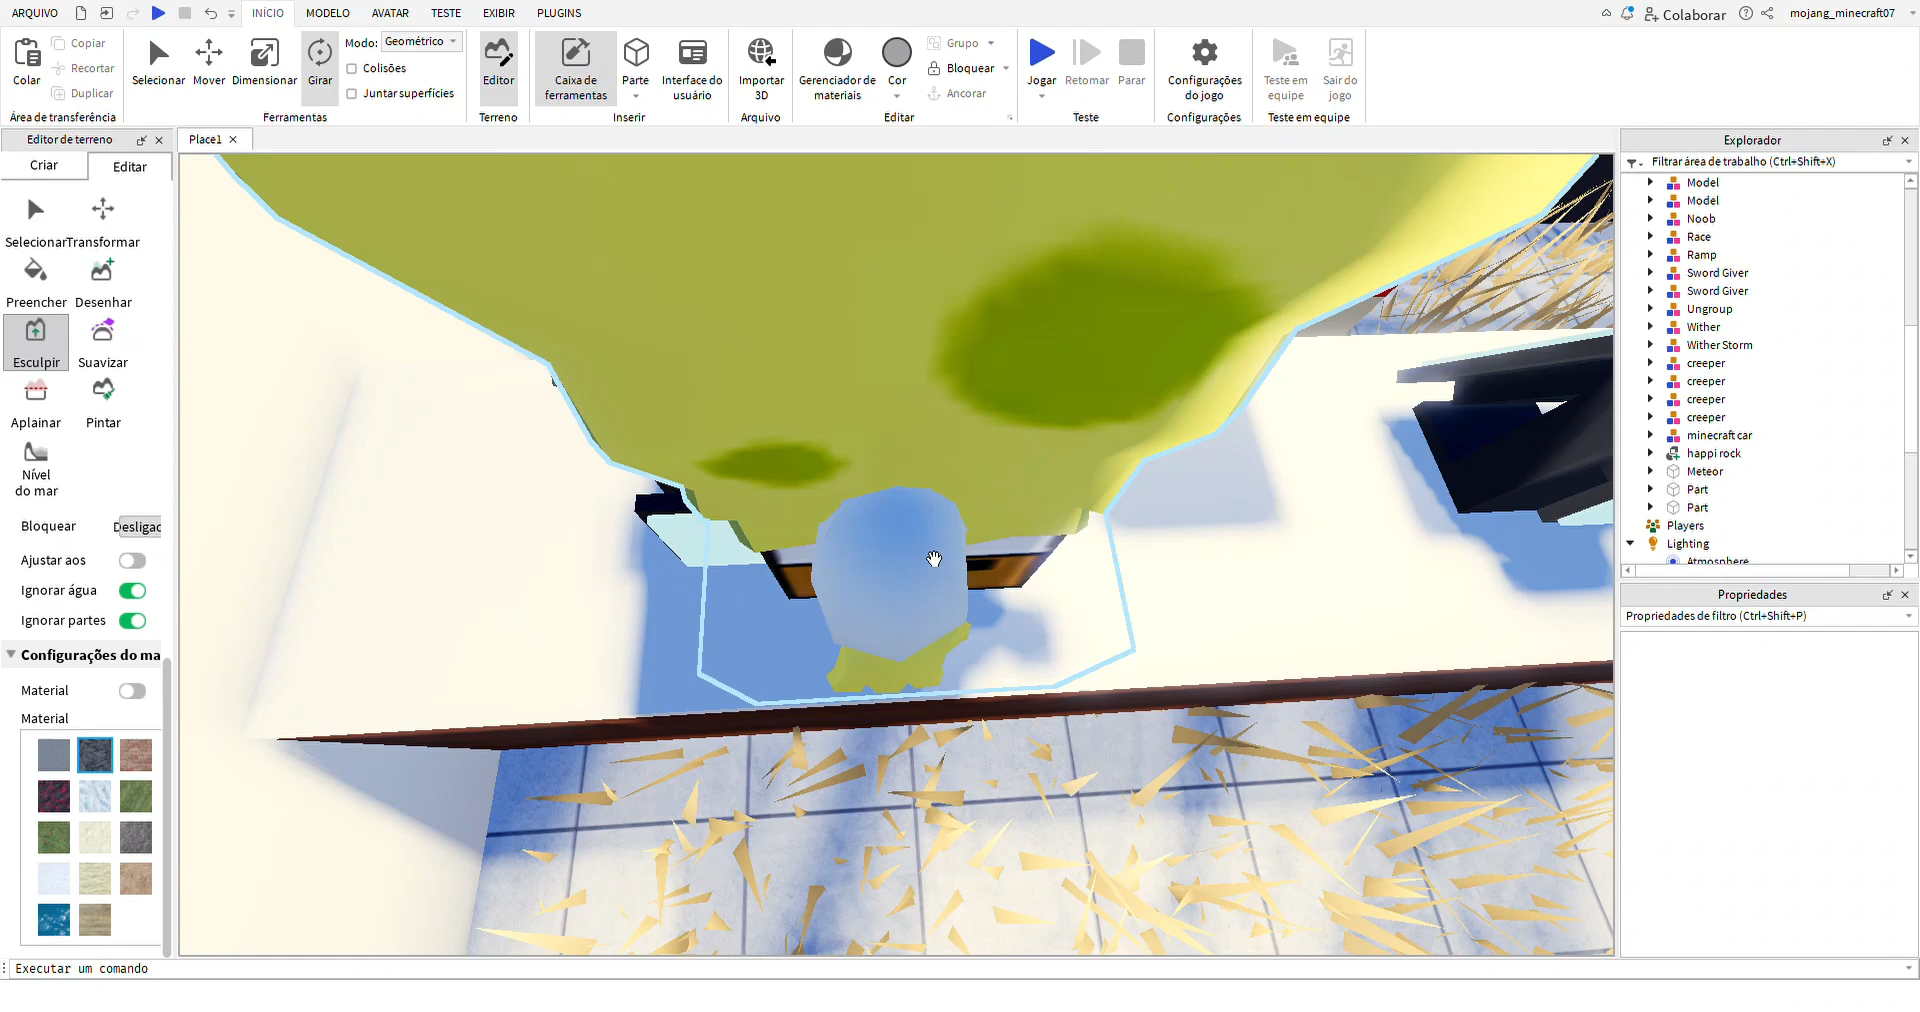 ARQUIVO
INÍCIO MODELO AVATAR TESTE EXIBIR PLUGINS
Colaborar
mojang_minecraft07
Colar
Copiar
Recortar
Duplicar
Área de transferência
Selecionar
Mover
Dimensionar
Girar
Modo: Geométrico
Colisões
Juntar superfícies
Ferramentas
Editor
Terreno
Caixa de
ferramentas
Parte
Interface do
usuário
Inserir
Importar
3D
Arquivo
Gerenciador de
materiais
Cor
Grupo
Bloquear
Ancorar
Editar
Jogar
Retomar
Parar
Teste
Configurações
do jogo
Configurações
Teste em
equipe
Sair do
jogo
Teste em equipe
Editor de terreno
Criar
Editar
Selecionar
Transformar
Preencher
Desenhar
Esculpir
Suavizar
Aplainar
Pintar
Nível
do mar
Bloquear
Desligac
Ajustar aos
Ignorar água
Ignorar partes
Configurações do ma
Material
Material
Place1
Explorador
Filtrar área de trabalho (Ctrl+Shift+X)
Model
Model
Noob
Race
Ramp
Sword Giver
Sword Giver
Ungroup
Wither
Wither Storm
creeper
creeper
creeper
creeper
minecraft car
happi rock
Meteor
Part
Part
Players
Lighting
Atmosphere
Propriedades
Propriedades de filtro (Ctrl+Shift+P)
Executar um comando